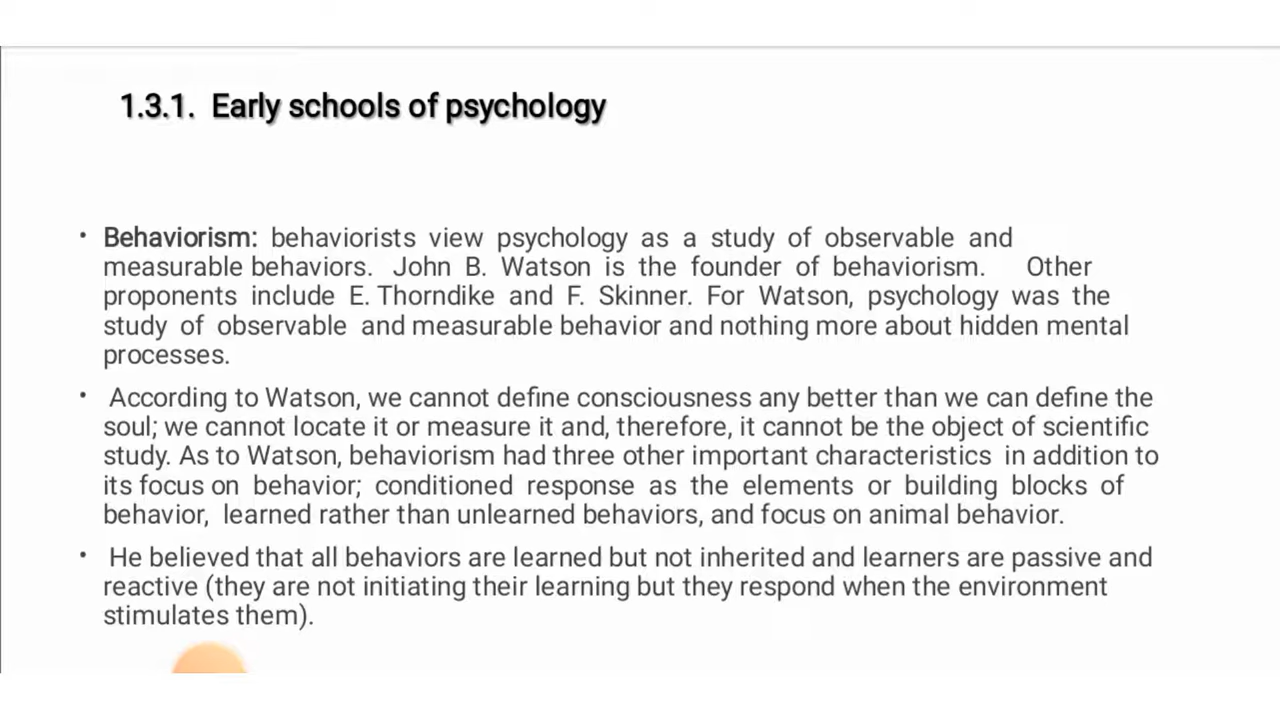 1.3.1. Early schools of psychology
• Behaviorism: behaviorists view psychology as a study of observable and
measurable behaviors. John B. Watson is the founder of behaviorism. Other
proponents include E. Thorndike and F. Skinner. For Watson, psychology was the
study of observable and measurable behavior and nothing more about hidden mental
processes.
• According to Watson, we cannot define consciousness any better than we can define the
soul; we cannot locate it or measure it and, therefore, it cannot be the object of scientific
study. As to Watson, behaviorism had three other important characteristics in addition to
its focus on behavior; conditioned response as the elements or building blocks of
behavior, learned rather than unlearned behaviors, and focus on animal behavior.
• He believed that all behaviors are learned but not inherited and learners are passive and
reactive (they are not initiating their learning but they respond when the environment
stimulates them).